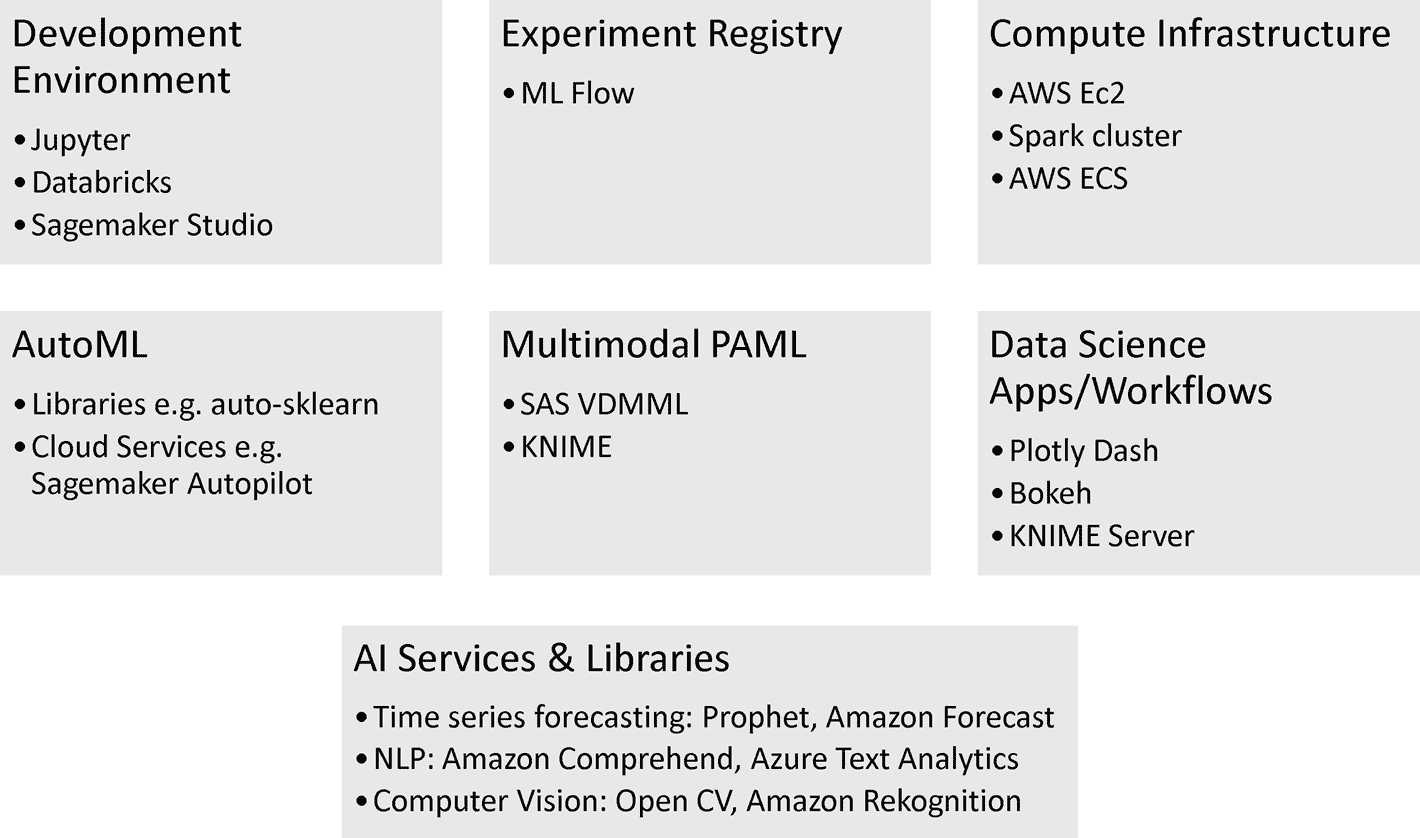 Development
Environment
•Jupyter
•Databricks
•Sagemaker Studio
Experiment Registry
•ML Flow
Compute Infrastructure
•AWS Ec2
•Spark cluster
•AWS ECS
AutoML
•Libraries e.g. auto-sklearn
•Cloud Services e.g.
Sagemaker Autopilot
Multimodal PAML
•SAS VDMML
•KNIME
Data Science
Apps/Workflows
•Plotly Dash
•Bokeh
•KNIME Server
AI Services & Libraries
•Time series forecasting: Prophet, Amazon Forecast
•NLP: Amazon Comprehend, Azure Text Analytics
•Computer Vision: Open CV, Amazon Rekognition